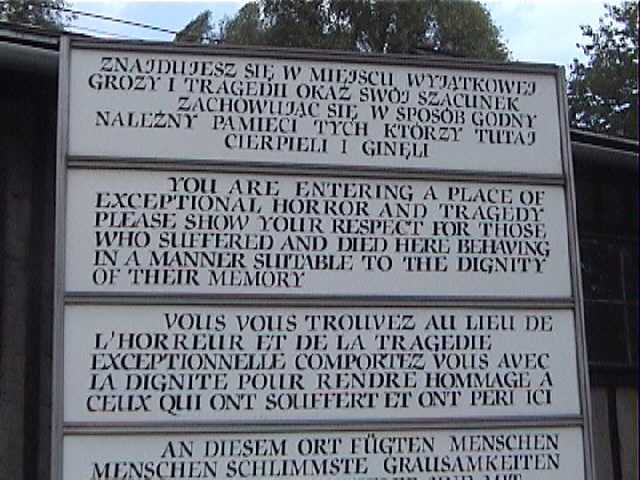 ZNAJDUJESZ SIĘ W MIEJSCU WYJĄTKOWEJ
GROZY I TRAGEDII OKAŻ SWÓJ SZACUNEK
ZACHOWUJĄC SIĘ W SPOSÓB GODNY
NALEŻNY PAMIĘCI TYCH KTÓRZY TUTAJ
CIERPIELI I GINĘLI
YOU ARE ENTERING A PLACE OF
EXCEPTIONAL HORROR AND TRAGEDY
PLEASE SHOW YOUR RESPECT FOR THOSE
WHO SUFFERED AND DIED HERE BEHAVING
IN A MANNER SUITABLE TO THE DIGNITY
OF THEIR MEMORY
VOUS VOUS TROUVEZ AU LIEU DE
L'HORREUR ET DE LA TRAGEDIE
EXCEPTIONNELLE COMPORTEZ VOUS AVEC
LA DIGNITE POUR RENDRE HOMMAGE A
CEUX QUI ONT SOUFFERT ET ONT PERI ICI
AN DIESEM ORT FÜGTEN MENSCHEN
MENSCHEN SCHLIMMSTE GRAUSAMKEITEN